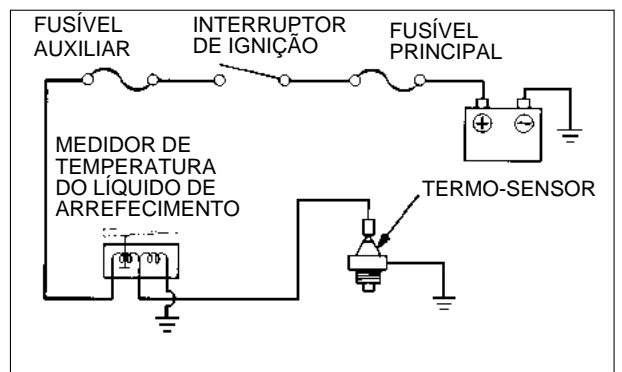 FUSÍVEL
AUXILIAR
INTERRUPTOR
DE IGNIÇÃO
FUSÍVEL
PRINCIPAL
MEDIDOR DE
TEMPERATURA
DO LÍQUIDO DE
ARREFECIMENTO
TERMO-SENSOR